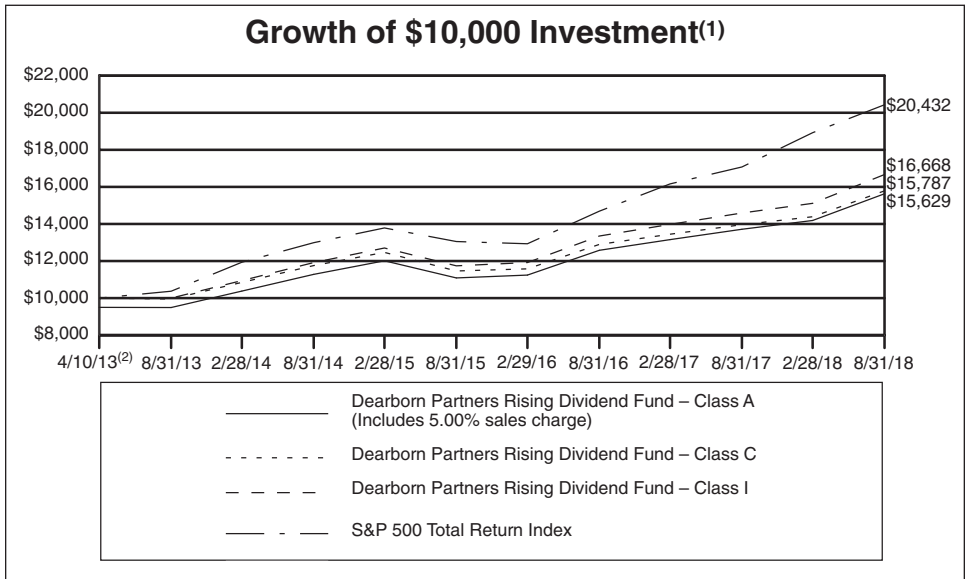 Growth of $10,000 Investment(1)
$22,000
$20,000
$18,000
$16,000
$14,000
$12,000
$10,000
$8,000
$20,432
$16,668
$15,787
$15,629
4/10/13(2) 8/31/13 2/28/14 8/31/14 2/28/15 8/31/15 2/29/16 8/31/16 2/28/17 8/31/17 2/28/18 8/31/18
Dearborn Partners Rising Dividend Fund – Class A
(Includes 5.00% sales charge)
Dearborn Partners Rising Dividend Fund – Class C
Dearborn Partners Rising Dividend Fund – Class I
S&P 500 Total Return Index